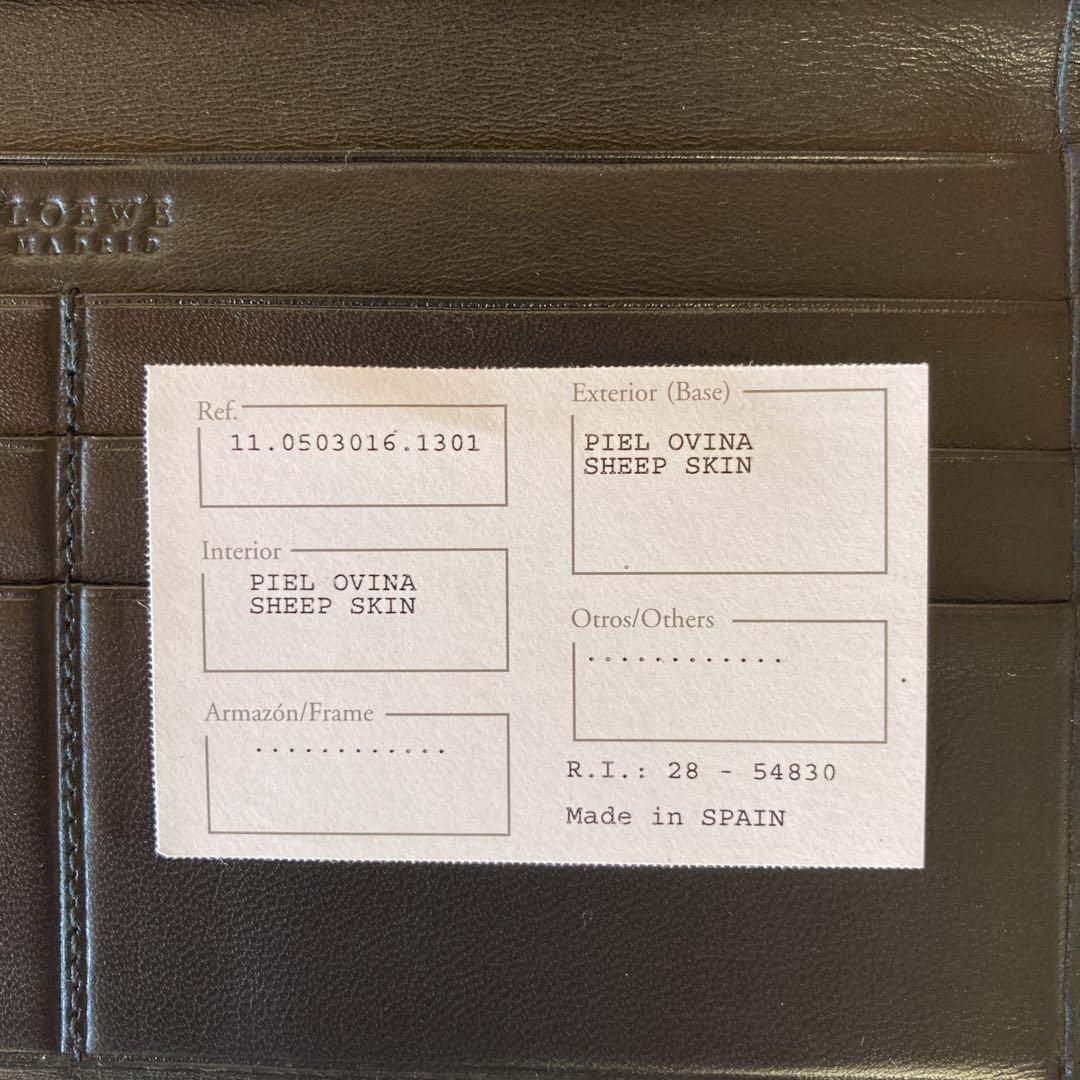 LOEWE
MADRID
Ref.
11.0503016.1301
Interior
PIEL OVINA
SHEEP SKIN
Armazón/Frame
............
Exterior (Base)
PIEL OVINA
SHEEP SKIN
Otros/Others
............
R.I.: 28 - 54830
Made in SPAIN